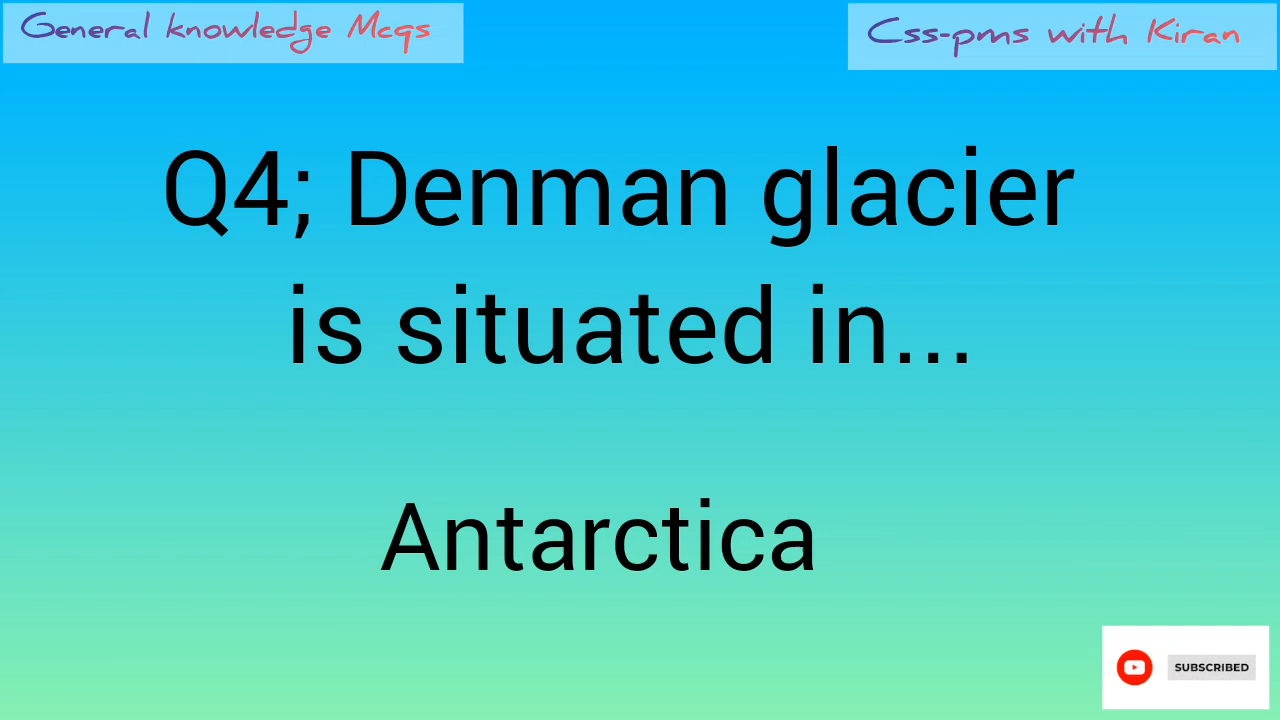 General knowledge Mcqs
Css-pms with Kiran
Q4; Denman glacier
is situated in...
Antarctica
SUBSCRIBED